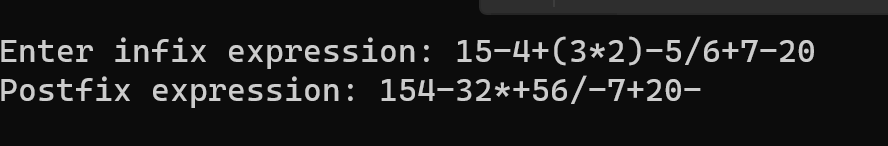 Enter infix expression: 15-4+(3*2)-5/6+7-20
Postfix expression: 154-32*+56/-7+20-